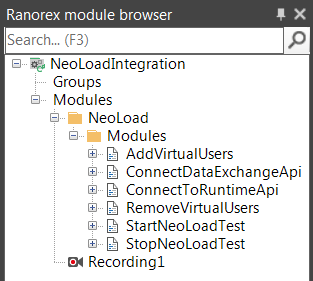 Ranorex module browser
Search... (F3)
NeoLoadIntegration
Groups
Modules
NeoLoad
Modules
AddVirtualUsers
ConnectDataExchangeApi
ConnectToRuntimeApi
RemoveVirtualUsers
StartNeoLoadTest
StopNeoLoadTest
Recording1